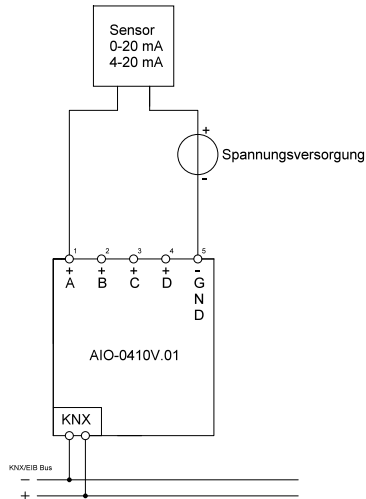 Sensor
0-20 mA
4-20 mA
+
Spannungsversorgung
-
1 2 3 4 5
+ + + + -
A B C D G
N
D
AIO-0410V.01
KNX
KNX/EIB Bus
−
+